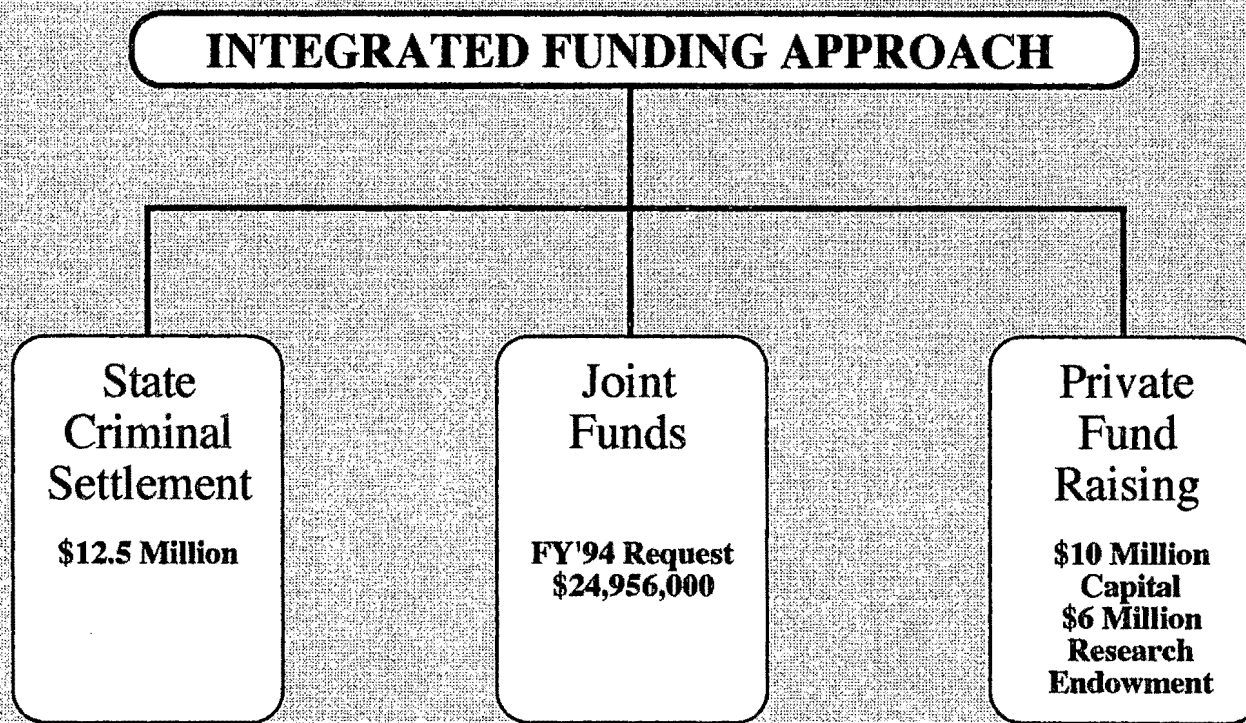 INTEGRATED FUNDING APPROACH
State
Criminal
Settlement
$12.5 Million
Joint
Funds
FY'94 Request
$24,956,000
Private
Fund
Raising
$10 Million
Capital
$6 Million
Research
Endowment